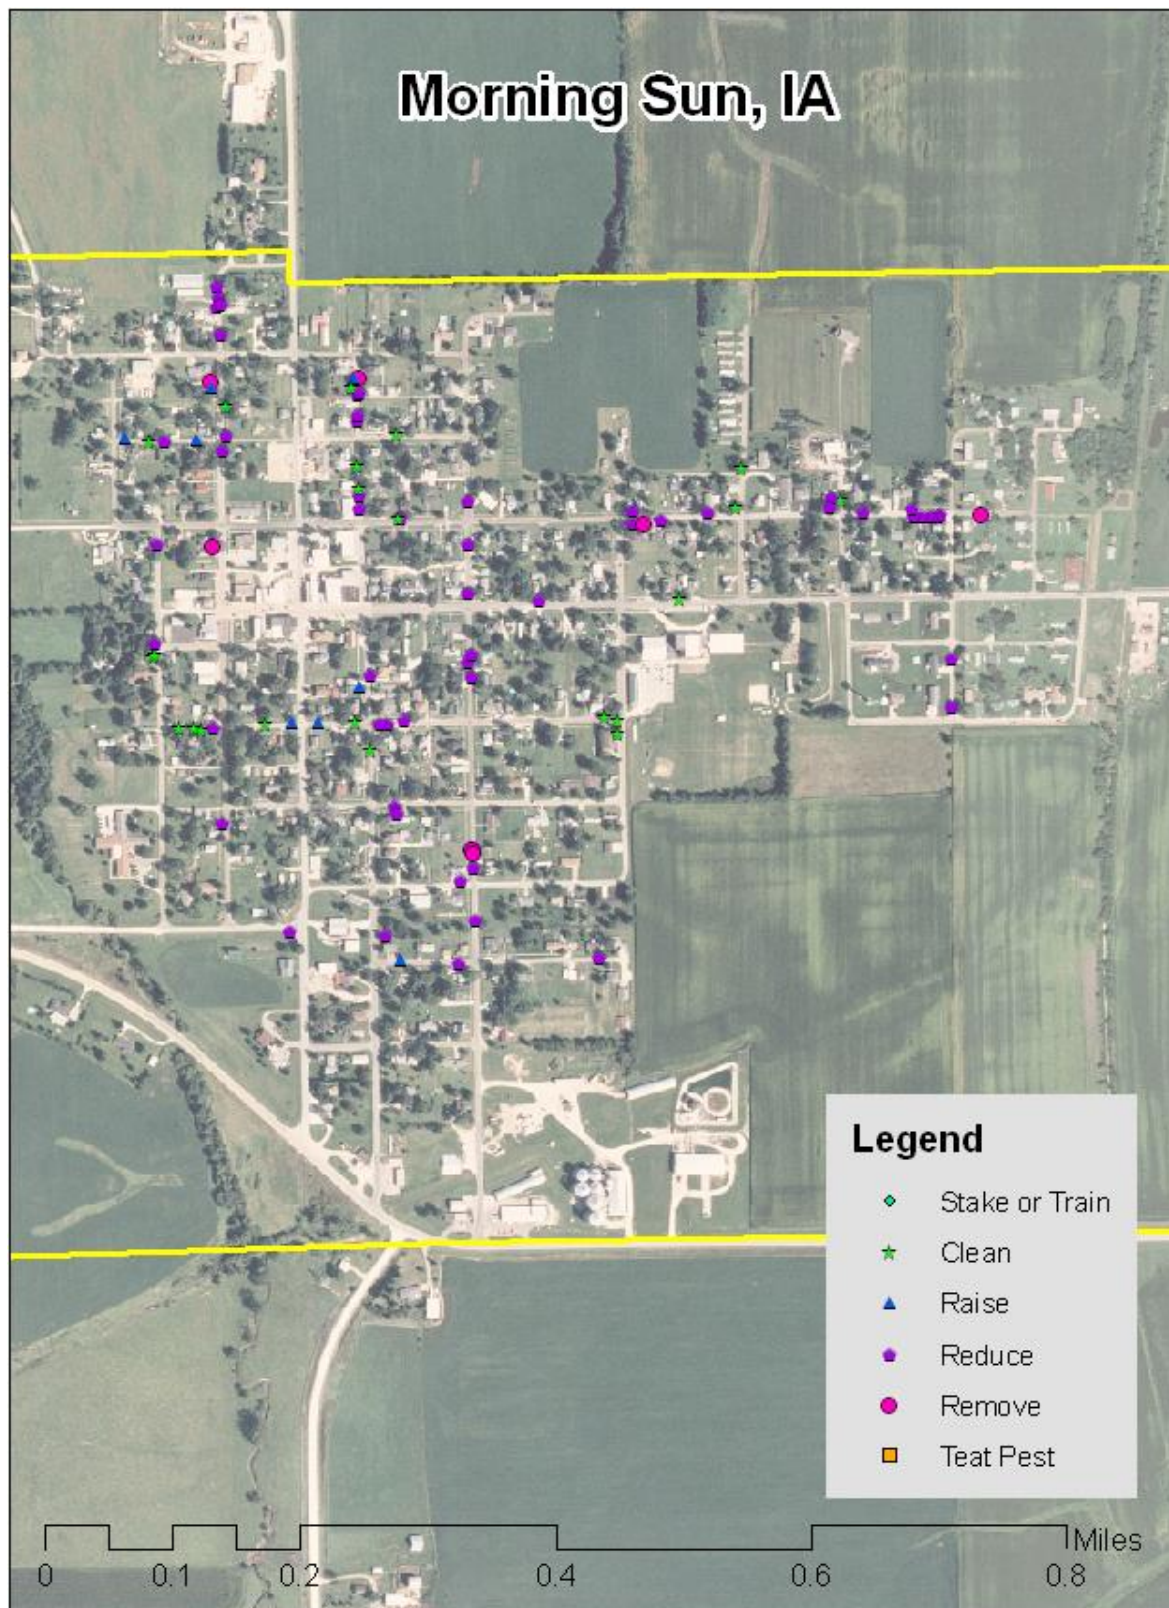 Morning Sun, IA
Legend
Stake or Train
Clean
Raise
Reduce
Remove
Teat Pest
Miles
0 0.1 0.2 0.4 0.6 0.8